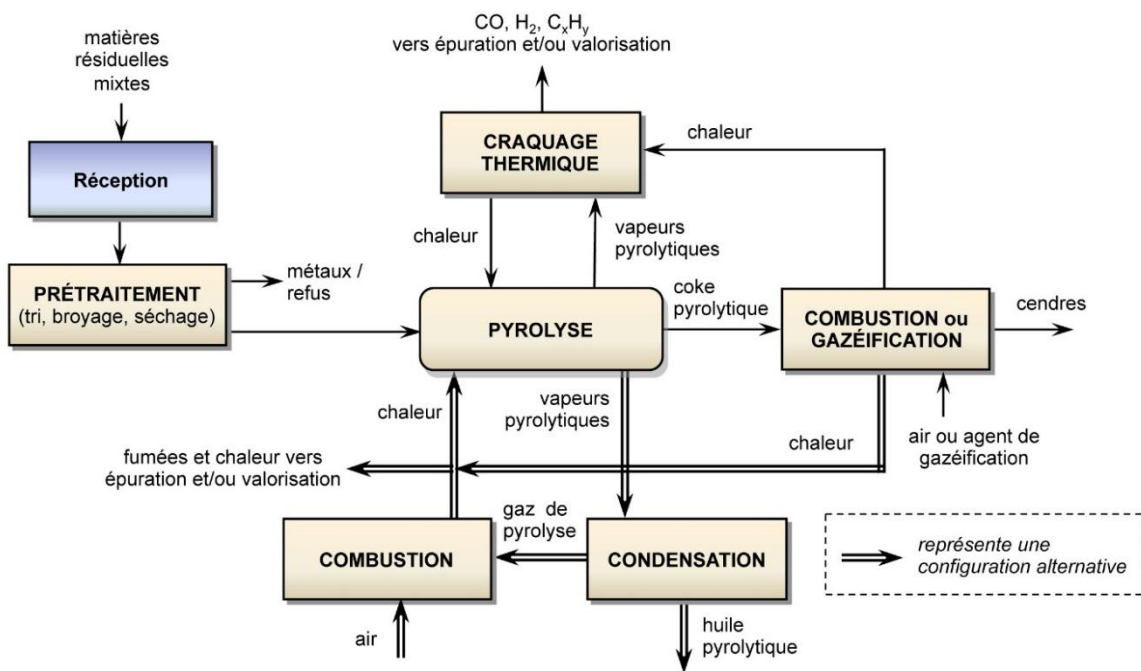 CO, H₂, CₓHᵧ
vers épuration et/ou valorisation
matières
résiduelles
mixtes
CRAQUAGE
THERMIQUE
chaleur
Réception
chaleur
vapeurs
pyrolytiques
PRÉTRAITEMENT
(tri, broyage, séchage)
métaux /
refus
PYROLYSE
coke
pyrolytique
COMBUSTION ou
GAZÉIFICATION
cendres
chaleur
vapeurs
pyrolytiques
chaleur
air ou agent de
gazéification
fumées et chaleur vers
épuration et/ou valorisation
gaz de
pyrolyse
COMBUSTION
CONDENSATION
représente une
configuration alternative
air
huile
pyrolytique